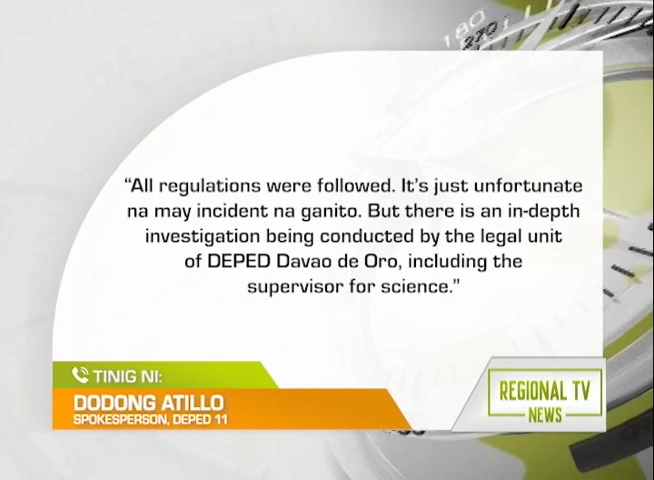 180
270
“All regulations were followed. It’s just unfortunate
na may incident na ganito. But there is an in-depth
investigation being conducted by the legal unit
of DEPED Davao de Oro, including the
supervisor for science.”
TINIG NI:
DODONG ATILLO
SPOKESPERSON, DEPED 11
REGIONAL TV
NEWS